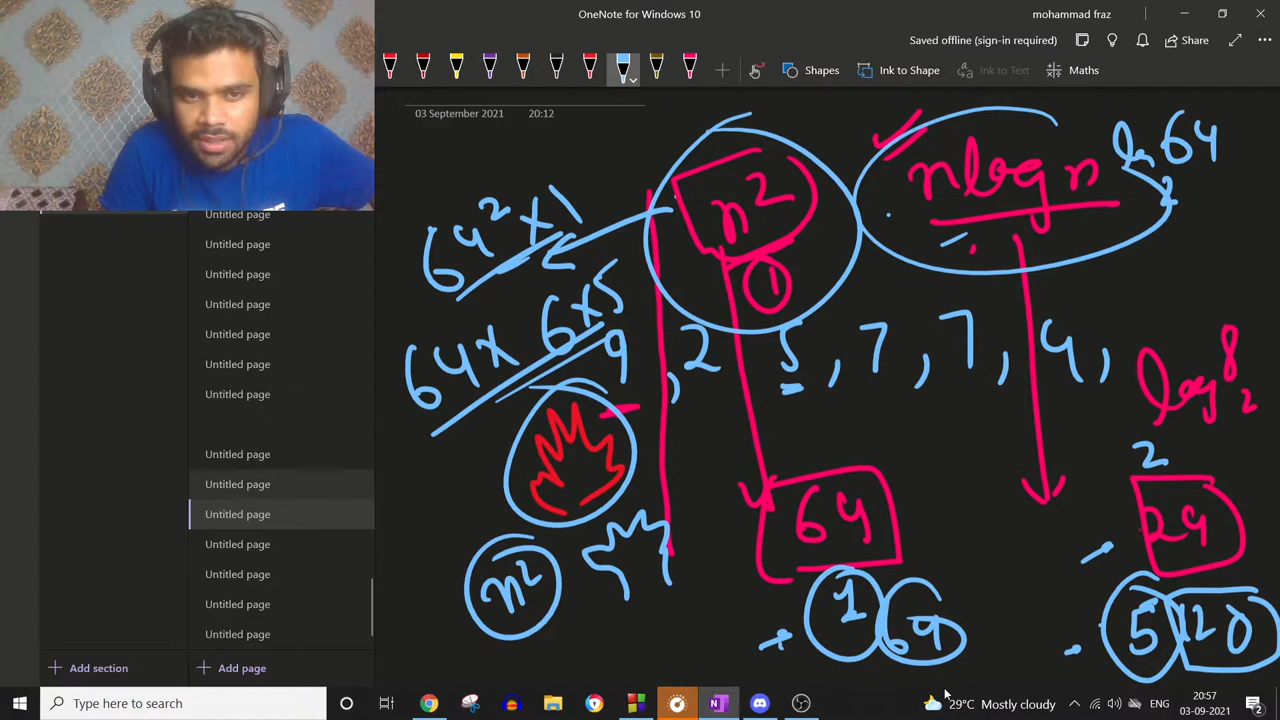 OneNote for Windows 10
mohammad fraz
Saved offline (sign-in required)
Share
Shapes
Ink to Shape
Ink to Text
Maths
03 September 2021 20:12
n² nlogn
64
64² x 1
1
64 x 6 x 5
9, 2 5, 7, 7, 4,
log 8 2
2
64 24
n²
1 64 5 120
Untitled page
Untitled page
Untitled page
Untitled page
Untitled page
Untitled page
Untitled page
Untitled page
Untitled page
Untitled page
Untitled page
Untitled page
Untitled page
Untitled page
Add section
Add page
Type here to search
29°C Mostly cloudy
ENG
20:57
03-09-2021
2